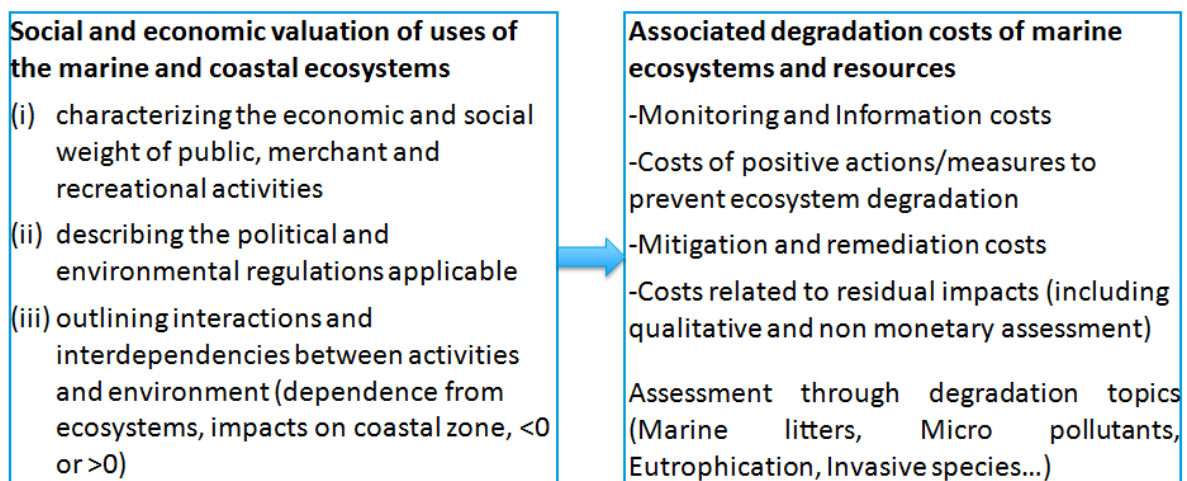 Social and economic valuation of uses of
the marine and coastal ecosystems
(i) characterizing the economic and social
weight of public, merchant and
recreational activities
(ii) describing the political and
environmental regulations applicable
(iii) outlining interactions and
interdependencies between activities
and environment (dependence from
ecosystems, impacts on coastal zone, <0
or >0)
Associated degradation costs of marine
ecosystems and resources
-Monitoring and Information costs
-Costs of positive actions/measures to
prevent ecosystem degradation
-Mitigation and remediation costs
-Costs related to residual impacts (including
qualitative and non monetary assessment)
Assessment through degradation topics
(Marine litters, Micro pollutants,
Eutrophication, Invasive species...)